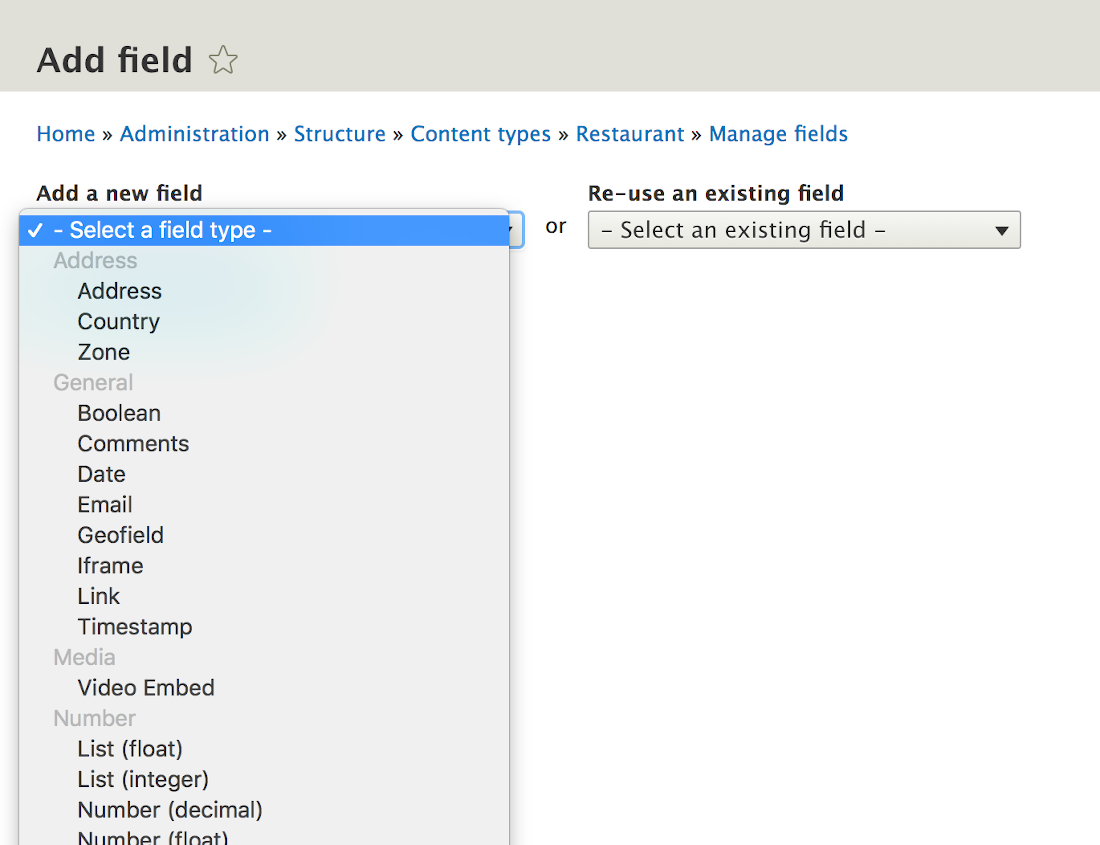 Add field
Home » Administration » Structure » Content types » Restaurant » Manage fields
Add a new field
✓ - Select a field type -
Address
Address
Country
Zone
General
Boolean
Comments
Date
Email
Geofield
Iframe
Link
Timestamp
Media
Video Embed
Number
List (float)
List (integer)
Number (decimal)
Number (float)
or
Re-use an existing field
- Select an existing field -